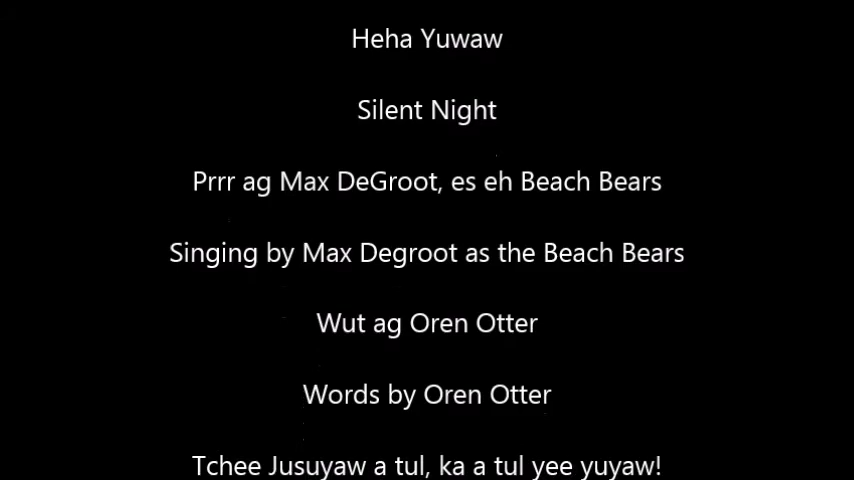 Heha Yuwaw
Silent Night
Prrr ag Max DeGroot, es eh Beach Bears
Singing by Max Degroot as the Beach Bears
Wut ag Oren Otter
Words by Oren Otter
Tchee Jusuyaw a tul, ka a tul yee yuyaw!